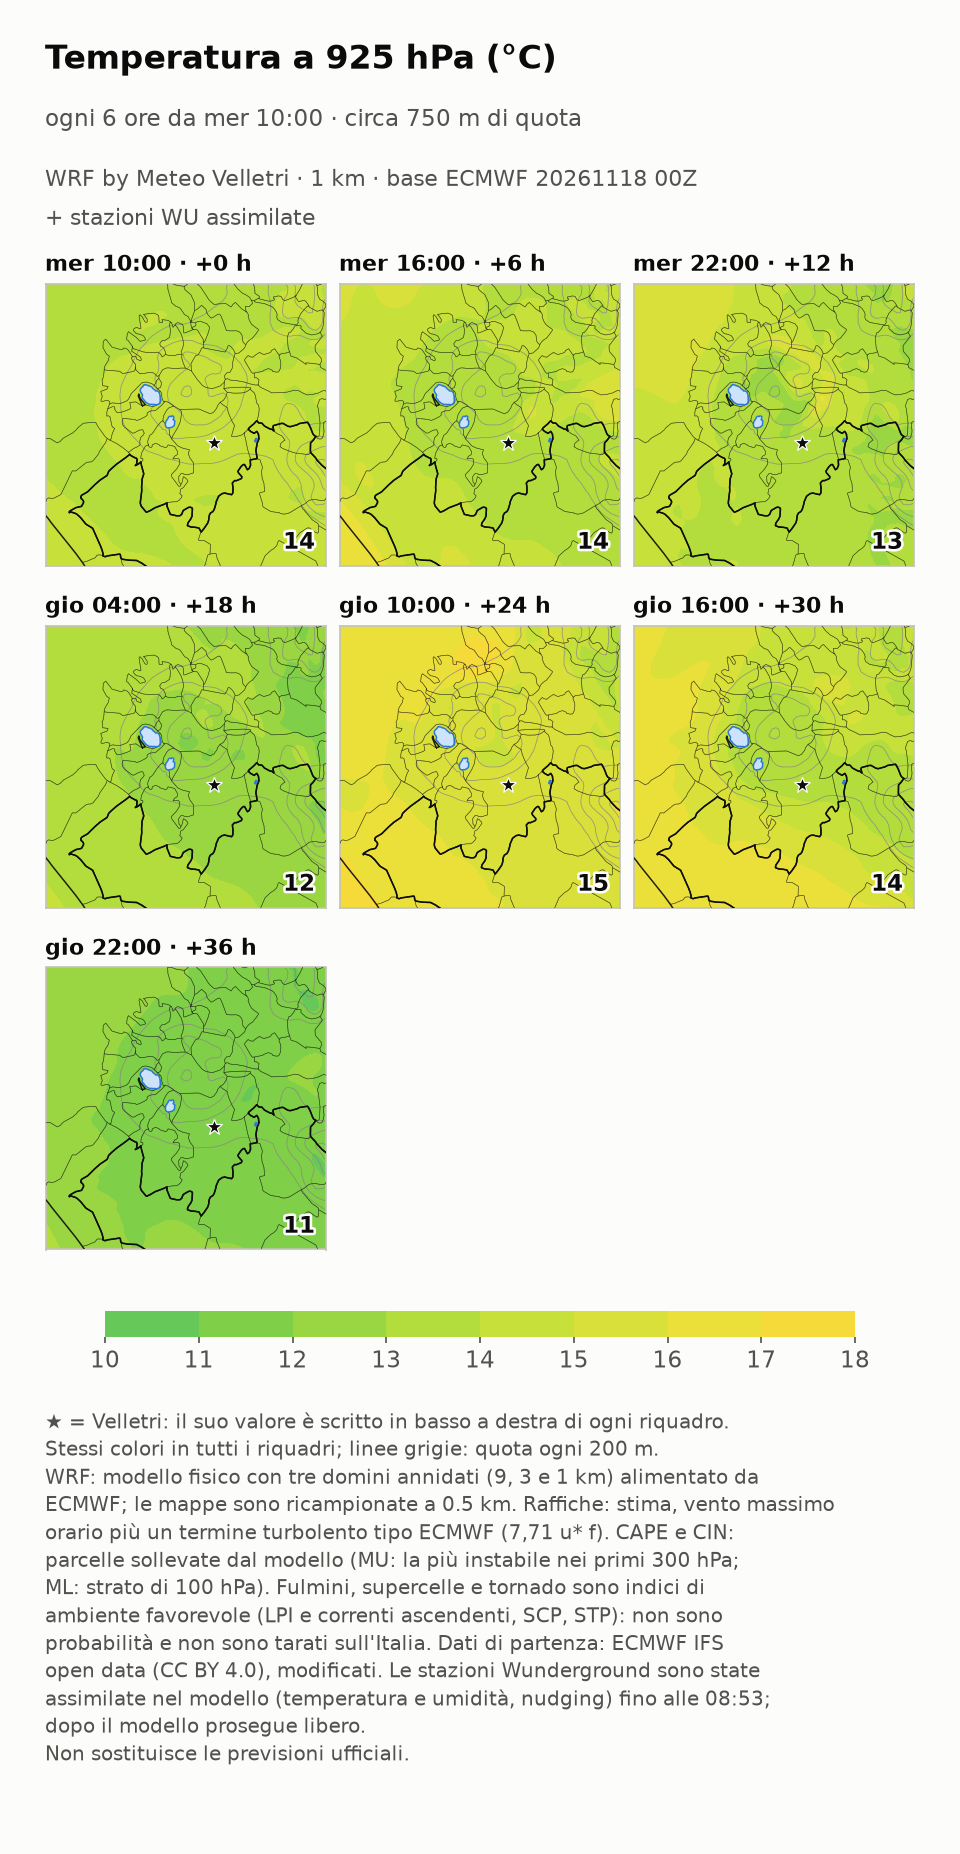 Temperatura a 925 hPa (°C)
ogni 6 ore da mer 10:00 · circa 750 m di quota
WRF by Meteo Velletri · 1 km · base ECMWF 20261118 00Z
+ stazioni WU assimilate
mer 10:00 · +0 h
mer 16:00 · +6 h
mer 22:00 · +12 h
14
14
13
gio 04:00 · +18 h
gio 10:00 · +24 h
gio 16:00 · +30 h
12
15
14
gio 22:00 · +36 h
11
10 11 12 13 14 15 16 17 18
★ = Velletri: il suo valore è scritto in basso a destra di ogni riquadro.
Stessi colori in tutti i riquadri; linee grigie: quota ogni 200 m.
WRF: modello fisico con tre domini annidati (9, 3 e 1 km) alimentato da
ECMWF; le mappe sono ricampionate a 0.5 km. Raffiche: stima, vento massimo
orario più un termine turbolento tipo ECMWF (7,71 u* f). CAPE e CIN:
parcelle sollevate dal modello (MU: la più instabile nei primi 300 hPa;
ML: strato di 100 hPa). Fulmini, supercelle e tornado sono indici di
ambiente favorevole (LPI e correnti ascendenti, SCP, STP): non sono
probabilità e non sono tarati sull'Italia. Dati di partenza: ECMWF IFS
open data (CC BY 4.0), modificati. Le stazioni Wunderground sono state
assimilate nel modello (temperatura e umidità, nudging) fino alle 08:53;
dopo il modello prosegue libero.
Non sostituisce le previsioni ufficiali.